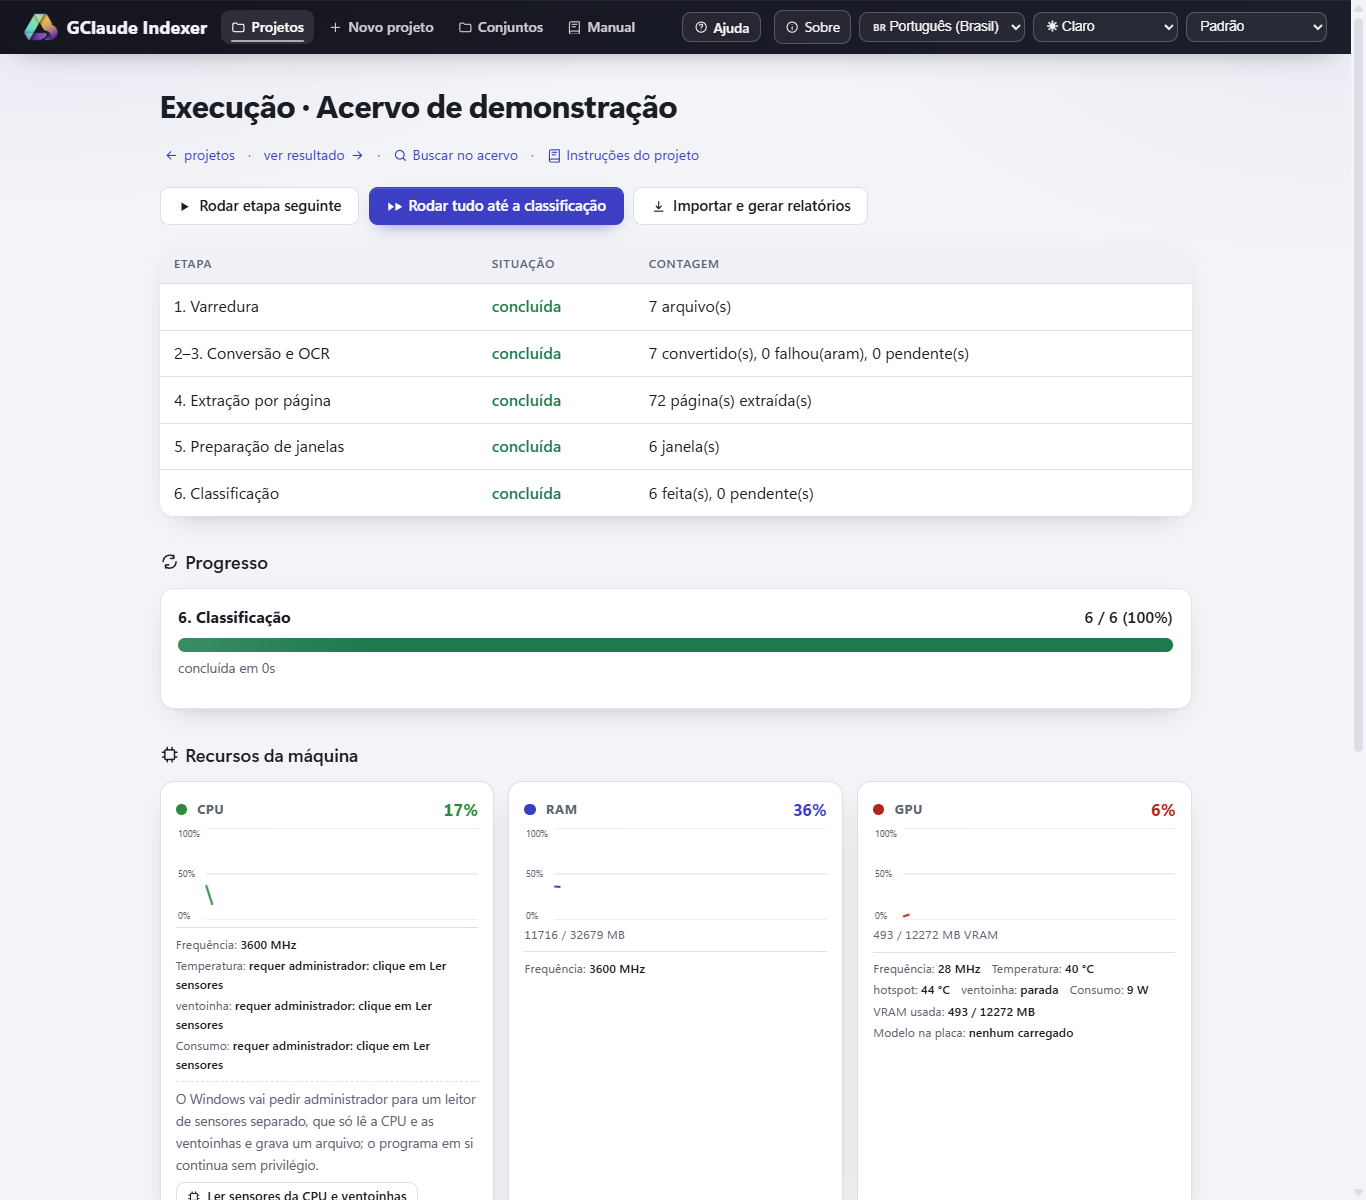 GClaude Indexer
Projetos
Novo projeto
Conjuntos
Manual
Ajuda
Sobre
BR Português (Brasil)
Claro
Padrão
Execução · Acervo de demonstração
← projetos · ver resultado → · Buscar no acervo · Instruções do projeto
Rodar etapa seguinte
Rodar tudo até a classificação
Importar e gerar relatórios
ETAPA SITUAÇÃO CONTAGEM
1. Varredura concluída 7 arquivo(s)
2–3. Conversão e OCR concluída 7 convertido(s), 0 falhou(aram), 0 pendente(s)
4. Extração por página concluída 72 página(s) extraída(s)
5. Preparação de janelas concluída 6 janela(s)
6. Classificação concluída 6 feita(s), 0 pendente(s)
Progresso
6. Classificação 6 / 6 (100%)
concluída em 0s
Recursos da máquina
CPU 17%
100%
50%
0%
Frequência: 3600 MHz
Temperatura: requer administrador: clique em Ler
sensores
ventoinha: requer administrador: clique em Ler
sensores
Consumo: requer administrador: clique em Ler
sensores
O Windows vai pedir administrador para um leitor
de sensores separado, que só lê a CPU e as
ventoinhas e grava um arquivo; o programa em si
continua sem privilégio.
Ler sensores da CPU e ventoinhas
RAM 36%
100%
50%
0%
11716 / 32679 MB
Frequência: 3600 MHz
GPU 6%
100%
50%
0%
493 / 12272 MB VRAM
Frequência: 28 MHz Temperatura: 40 °C
hotspot: 44 °C ventoinha: parada Consumo: 9 W
VRAM usada: 493 / 12272 MB
Modelo na placa: nenhum carregado